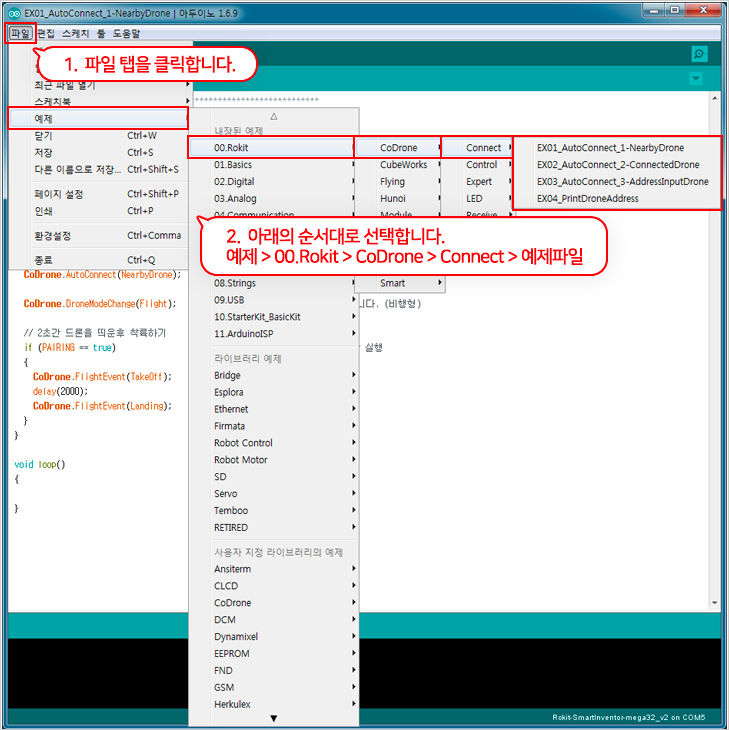 EX01_AutoConnect_1-NearbyDrone | 아두이노 1.6.9
파일 편집 스케치 툴 도움말
1. 파일 탭을 클릭합니다.
최근 파일 열기
스케치북
예제
닫기 Ctrl+W
저장 Ctrl+S
다른 이름으로 저장... Ctrl+Shift+S
페이지 설정 Ctrl+Shift+P
인쇄 Ctrl+P
환경설정 Ctrl+Comma
종료 Ctrl+Q
내장된 예제
00.Rokit
01.Basics
02.Digital
03.Analog
04.Communication
08.Strings
09.USB
10.StarterKit_BasicKit
11.ArduinoISP
라이브러리 예제
Bridge
Esplora
Ethernet
Firmata
Robot Control
Robot Motor
SD
Servo
Temboo
RETIRED
사용자 지정 라이브러리의 예제
Ansiterm
CLCD
CoDrone
DCM
Dynamixel
EEPROM
FND
GSM
Herkulex
CoDrone
CubeWorks
Flying
Hunoi
Module
Smart
Connect
Control
Expert
LED
Receive
EX01_AutoConnect_1-NearbyDrone
EX02_AutoConnect_2-ConnectedDrone
EX03_AutoConnect_3-AddressInputDrone
EX04_PrintDroneAddress
2. 아래의 순서대로 선택합니다.
예제 > 00.Rokit > CoDrone > Connect > 예제파일
CoDrone.AutoConnect(NearbyDrone);
CoDrone.DroneModeChange(Flight);
니다. (비행형)
// 2초간 드론을 띄운후 착륙하기
if (PAIRING == true)
실행
{
CoDrone.FlightEvent(TakeOff);
delay(2000);
CoDrone.FlightEvent(Landing);
}
}
void loop()
{
}
Rokit-SmartInventor-mega32_v2 on COM5